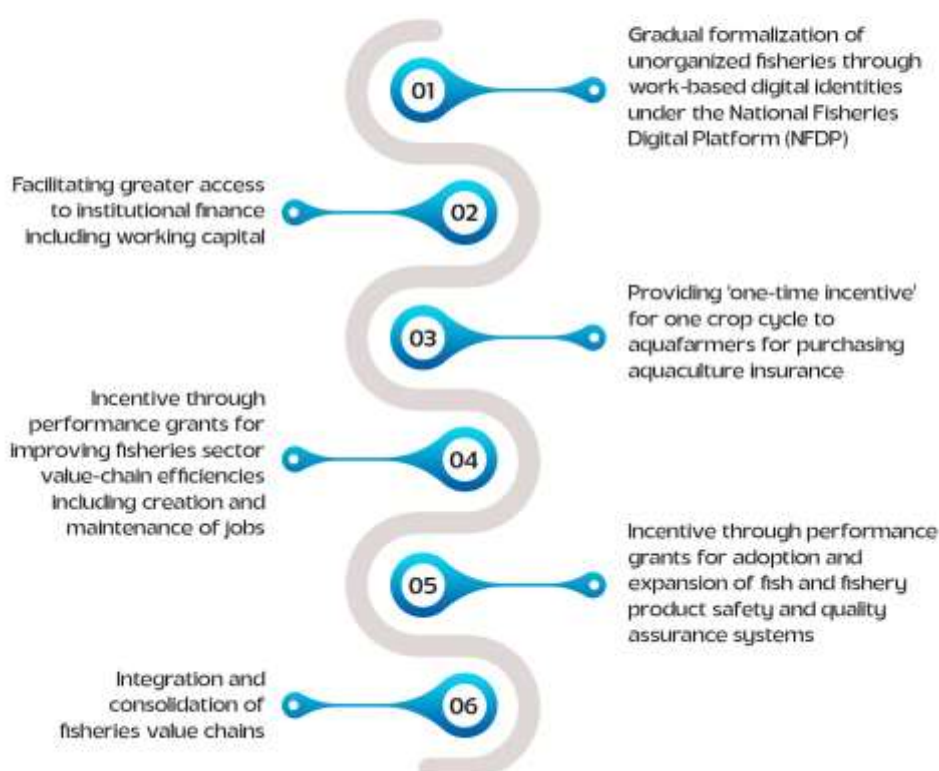 01
Gradual formalization of
unorganized fisheries through
work-based digital identities
under the National Fisheries
Digital Platform (NFDP)
Facilitating greater access
to institutional finance
including working capital
02
03
Providing 'one-time incentive'
for one crop cycle to
aquafarmers for purchasing
aquaculture insurance
Incentive through
performance grants for
improving fisheries sector
value-chain efficiencies
including creation and
maintenance of jobs
04
05
Incentive through performance
grants for adoption and
expansion of fish and fishery
product safety and quality
assurance systems
Integration and
consolidation of
fisheries value chains
06